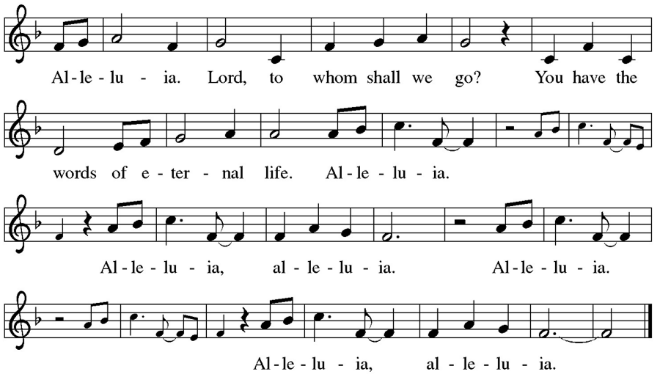 Al - le - lu - ia. Lord, to whom shall we go? You have the
words of e - ter - nal life. Al - le - lu - ia.
Al - le - lu - ia, al - le - lu - ia. Al - le - lu - ia.
Al - le - lu - ia, al - le - lu - ia.